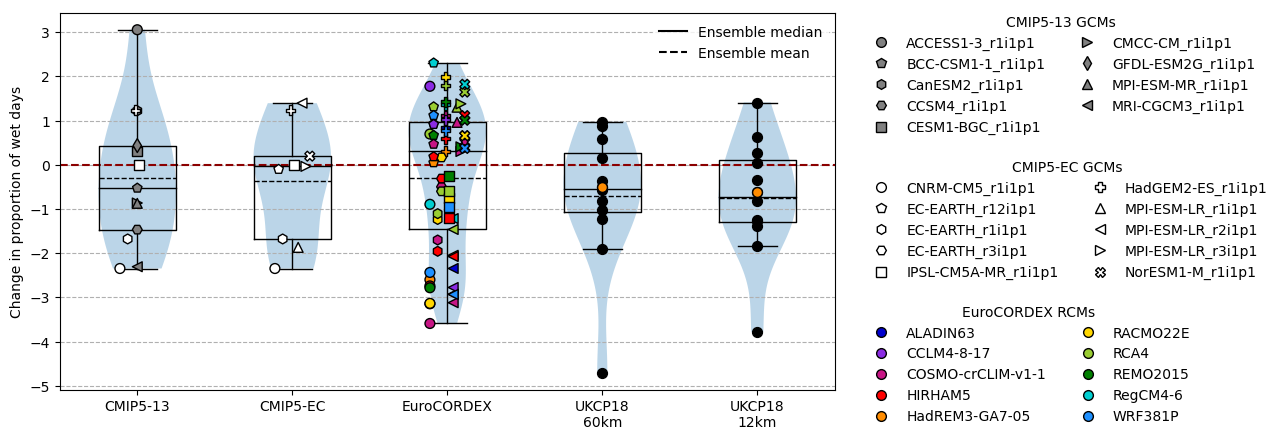 Change in proportion of wet days
3
2
1
0
−1
−2
−3
−4
−5
Ensemble median
Ensemble mean
CMIP5-13
CMIP5-EC
EuroCORDEX
UKCP18
60km
UKCP18
12km
CMIP5-13 GCMs
ACCESS1-3_r1i1p1
BCC-CSM1-1_r1i1p1
CanESM2_r1i1p1
CCSM4_r1i1p1
CESM1-BGC_r1i1p1
CMCC-CM_r1i1p1
GFDL-ESM2G_r1i1p1
MPI-ESM-MR_r1i1p1
MRI-CGCM3_r1i1p1
CMIP5-EC GCMs
CNRM-CM5_r1i1p1
EC-EARTH_r12i1p1
EC-EARTH_r1i1p1
EC-EARTH_r3i1p1
IPSL-CM5A-MR_r1i1p1
HadGEM2-ES_r1i1p1
MPI-ESM-LR_r1i1p1
MPI-ESM-LR_r2i1p1
MPI-ESM-LR_r3i1p1
NorESM1-M_r1i1p1
EuroCORDEX RCMs
ALADIN63
CCLM4-8-17
COSMO-crCLIM-v1-1
HIRHAM5
HadREM3-GA7-05
RACMO22E
RCA4
REMO2015
RegCM4-6
WRF381P